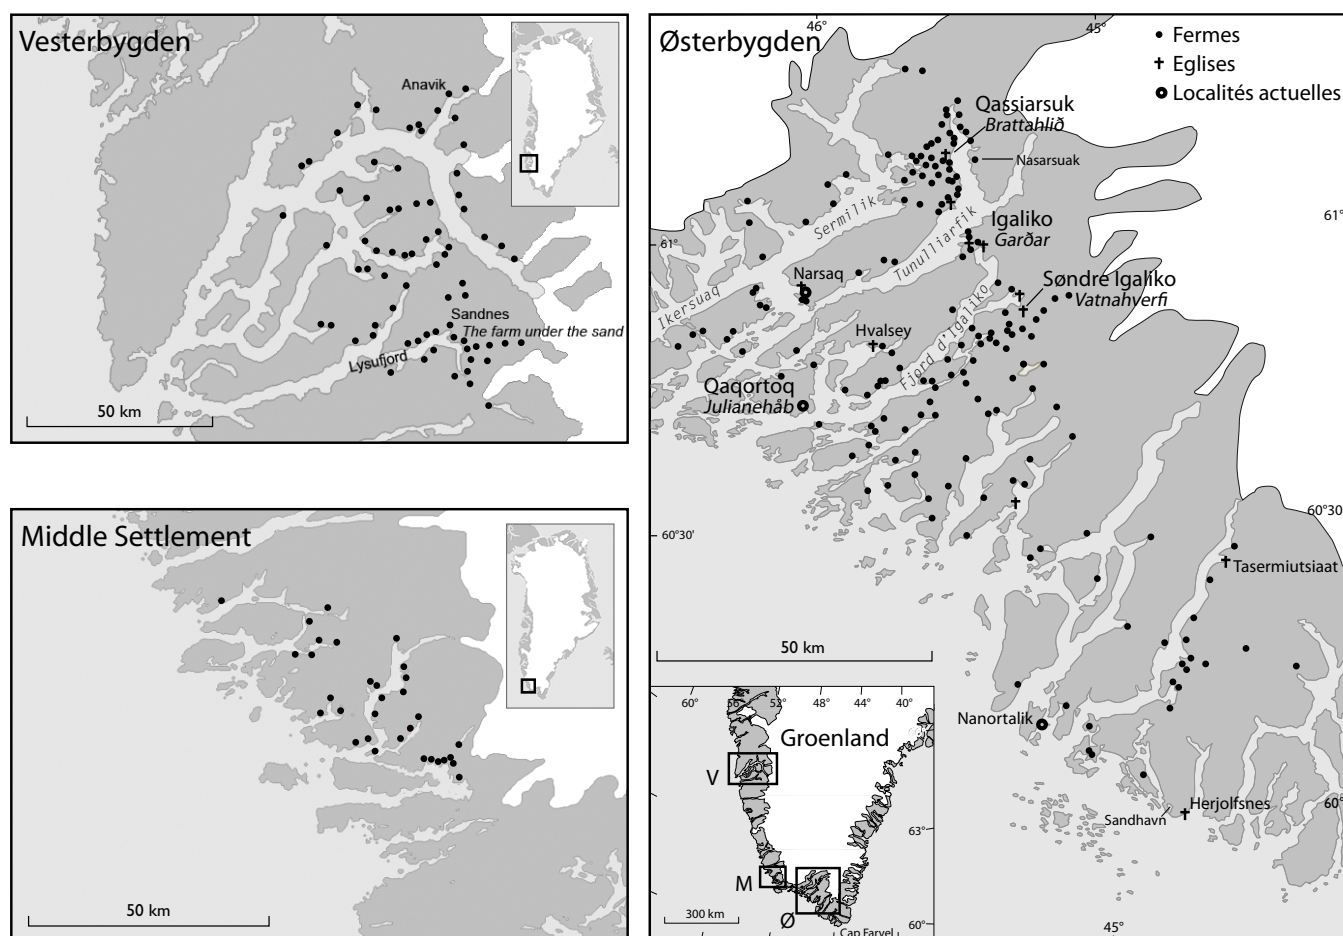 Vesterbygden
Anavik
Sandnes
The farm under the sand
Lysufjord
50 km
Middle Settlement
50 km
Østerbygden
46°
45°
Fermes
Eglises
Localités actuelles
Qassiarsuk
Brattahlið
Nasarsuak
61°
61°
Sermilik
Tunulliarfik
Igaliko
Garðar
Narsaq
Ikersuaq
Søndre Igaliko
Vatnahverfi
Hvalsey
Fjord d'Igaliko
Qaqortoq
Julianehåb
60°30'
60°30
Tasermiutsiaat
50 km
Nanortalik
Herjolfsnes
Sandhavn
60°
45°
60°
56°
52°
48°
44°
40°
Groenland
V
M
Ø
63°
60°
300 km
Cap Farvel